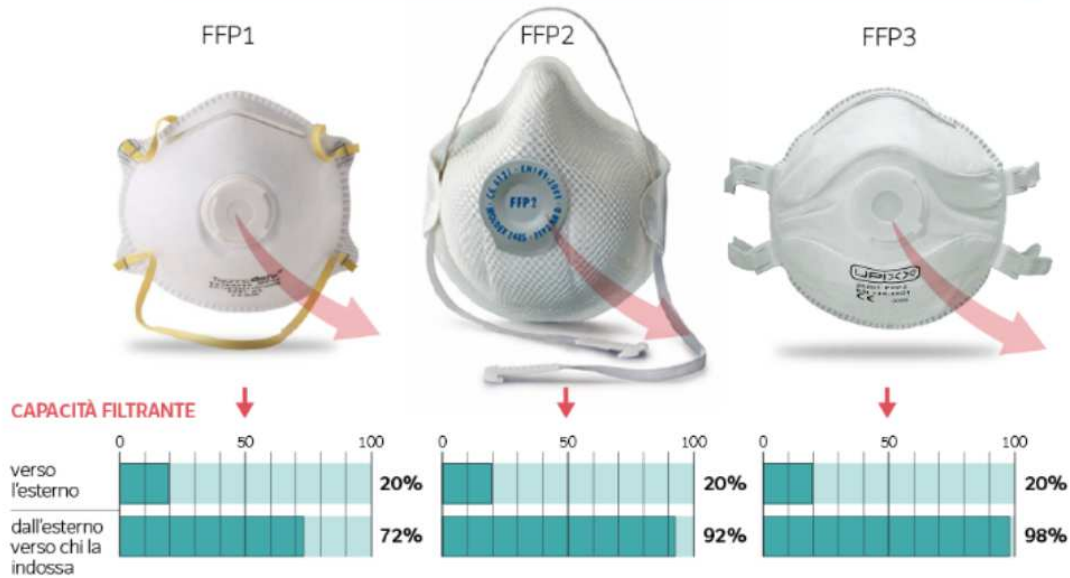 FFP1
FFP2
FFP3
FFP2
CAPACITÀ FILTRANTE
0 50 100
0 50 100
0 50 100
verso
l'esterno
20%
20%
20%
dall'esterno
verso chi la
indossa
72%
92%
98%